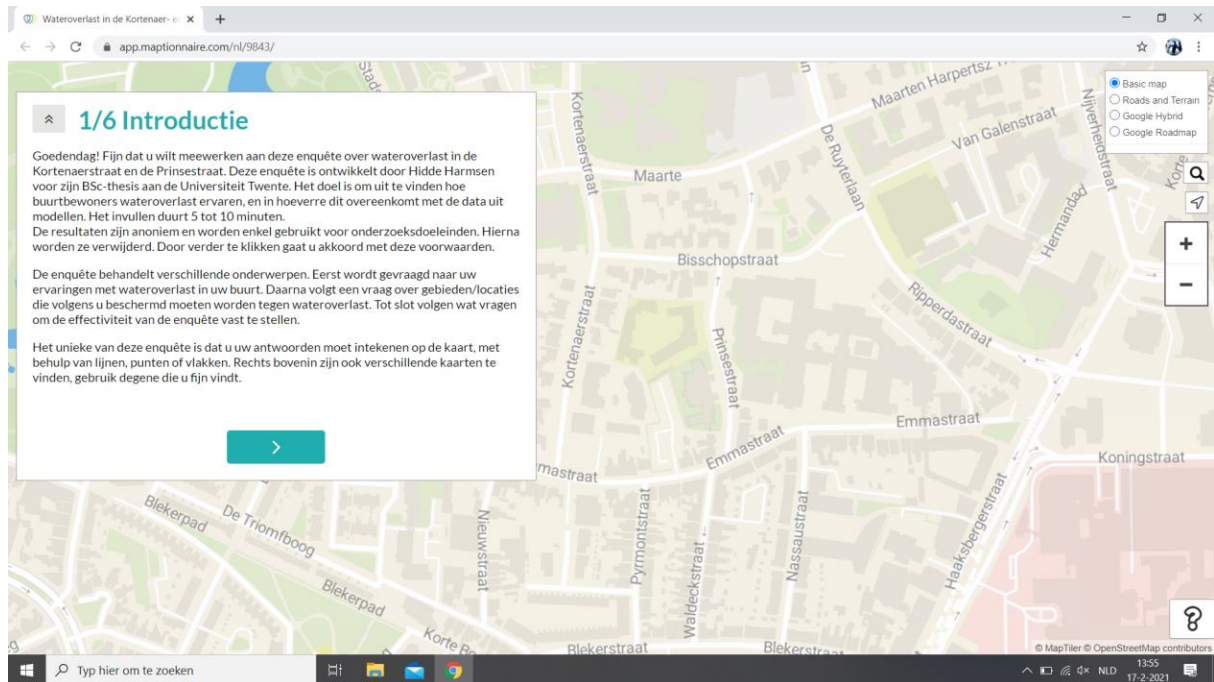 Wateroverlast in de Kortenaer- e
app.maptionnaire.com/nl/9843/
1/6 Introductie
Goedendag! Fijn dat u wilt meewerken aan deze enquête over wateroverlast in de
Kortenaerstraat en de Prinsestraat. Deze enquête is ontwikkelt door Hidde Harmsen
voor zijn BSc-thesis aan de Universiteit Twente. Het doel is om uit te vinden hoe
buurtbewoners wateroverlast ervaren, en in hoeverre dit overeenkomt met de data uit
modellen. Het invullen duurt 5 tot 10 minuten.
De resultaten zijn anoniem en worden enkel gebruikt voor onderzoeksdoeleinden. Hierna
worden ze verwijderd. Door verder te klikken gaat u akkoord met deze voorwaarden.
De enquête behandelt verschillende onderwerpen. Eerst wordt gevraagd naar uw
ervaringen met wateroverlast in uw buurt. Daarna volgt een vraag over gebieden/locaties
die volgens u beschermd moeten worden tegen wateroverlast. Tot slot volgen wat vragen
om de effectiviteit van de enquête vast te stellen.
Het unieke van deze enquête is dat u uw antwoorden moet intekenen op de kaart, met
behulp van lijnen, punten of vlakken. Rechts bovenin zijn ook verschillende kaarten te
vinden, gebruik degene die u fijn vindt.
Basic map
Roads and Terrain
Google Hybrid
Google Roadmap
Stad
Kortenaerstraat
Maarte
De Ruyterlaan
Maarten Harpertsz
Van Galenstraat
Nijverheidstraat
Korte
Hermandad
Bisschopstraat
Ripperdastraat
Kortenaerstraat
Prinsestraat
Emmastraat
Emmastraat
mastraat
Koningstraat
Blekerpad
De Triomfboog
Nieuwstraat
Pyrmontstraat
Waldeckstraat
Nassaustraat
Haaksbergerstraat
Blekerpad
Korte
Blekerstraat
Blekerstraat
© MapTiler © OpenStreetMap contributors
Typ hier om te zoeken
NLD
13:55
17-2-2021